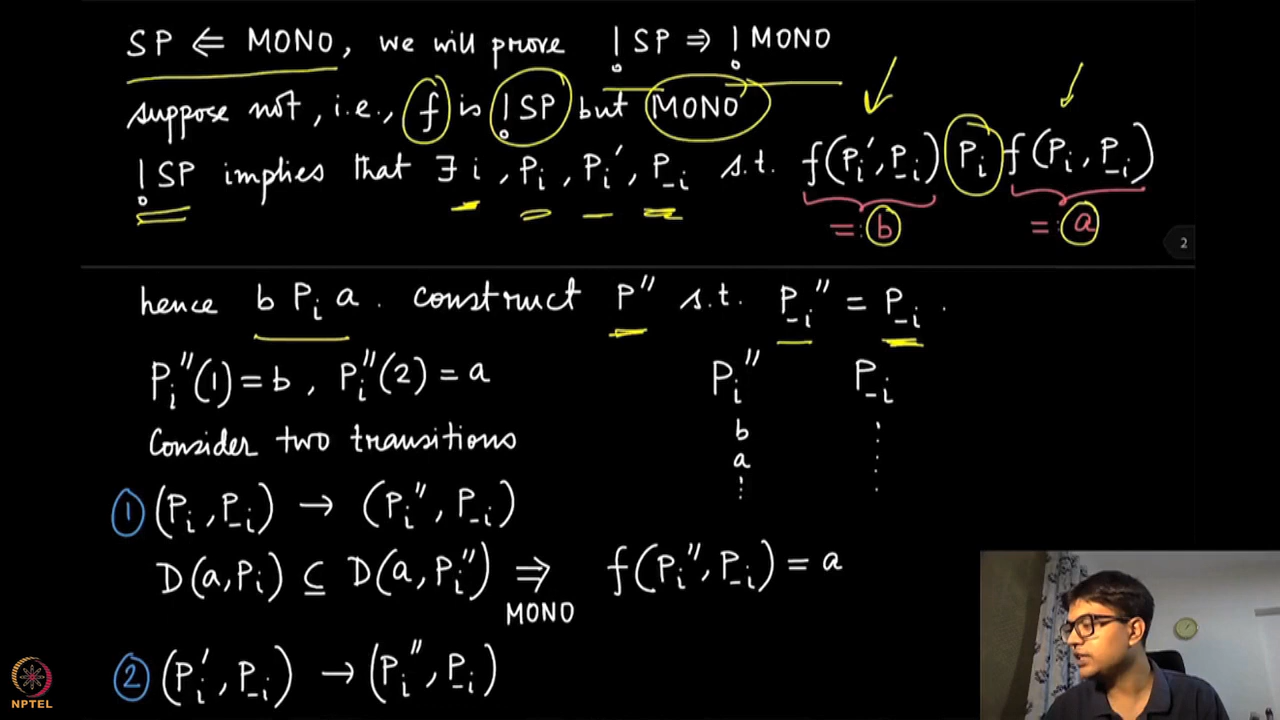 SP ⇐ MONO, we will prove !SP ⇒ !MONO
suppose not, i.e., f is !SP but MONO
!SP implies that ∃ i, Pi, Pi', P-i s.t. f(Pi', P-i) Pi f(Pi, P-i)
=: b =: a
2
hence b Pi a. construct P'' s.t. P-i'' = P-i.
Pi''(1) = b, Pi''(2) = a
Pi'' P-i
b
a
Consider two transitions
① (Pi, P-i) → (Pi'', P-i)
D(a, Pi) ⊆ D(a, Pi'') ⇒ f(Pi'', P-i) = a
MONO
② (Pi', P-i) → (Pi'', P-i)
NPTEL